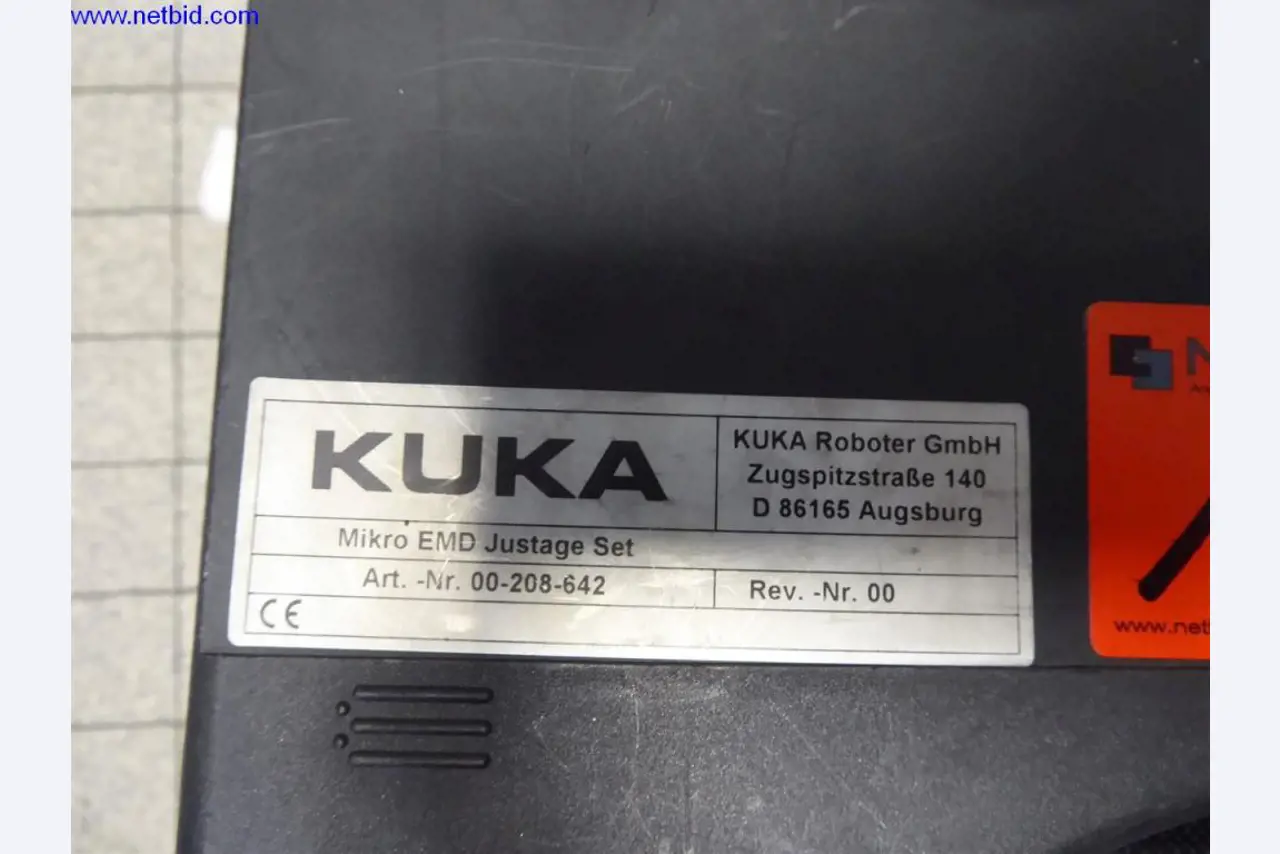 www.netbid.com
KUKA
KUKA Roboter GmbH
Zugspitzstraße 140
D 86165 Augsburg
Mikro EMD Justage Set
Art. -Nr. 00-208-642
Rev. -Nr. 00
CE
www.net